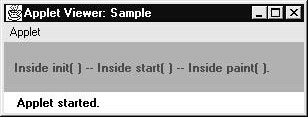 Applet Viewer: Sample
Applet
Inside init( ) -- Inside start( ) -- Inside paint( ).
Applet started.